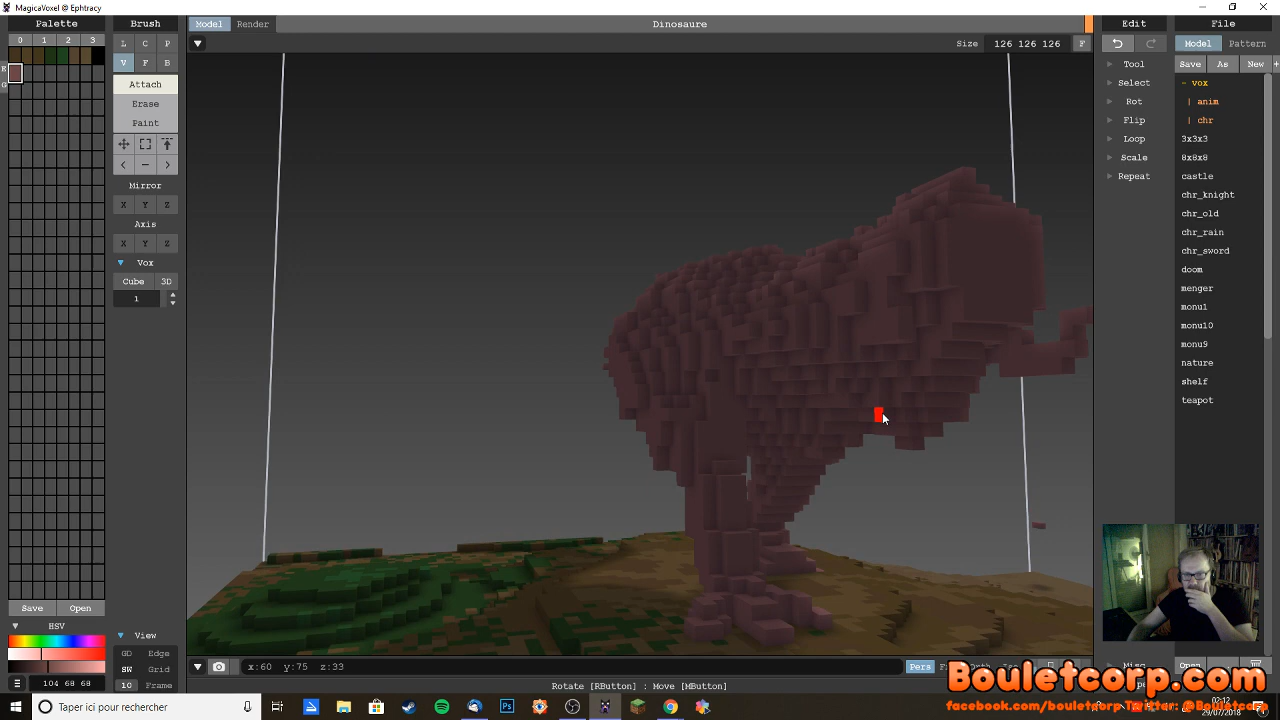 MagicaVoxel @ Ephtracy
Palette
Brush
Model Render
Dinosaure
Edit
File
0 1 2 3
L C P
V F B
Size 126 126 126 F
Model Pattern
Save As New +
Attach
Erase
Paint
Tool
Select
Rot
Flip
Loop
Scale
Repeat
- vox
| anim
| chr
3x3x3
8x8x8
castle
chr_knight
chr_old
chr_rain
chr_sword
doom
menger
monu1
monu10
monu9
nature
shelf
teapot
< - >
Mirror
X Y Z
Axis
X Y Z
Vox
Cube 3D
1
Save Open
HSV
104 68 68
View
GD Edge
SW Grid
10 Frame
x:60 y:75 z:33
Pers
Rotate [RButton] : Move [MButton]
Open
Bouletcorp.com
facebook.com/bouletcorp Twitter: @Bouletcorp
Taper ici pour rechercher
02:12
29/07/2018